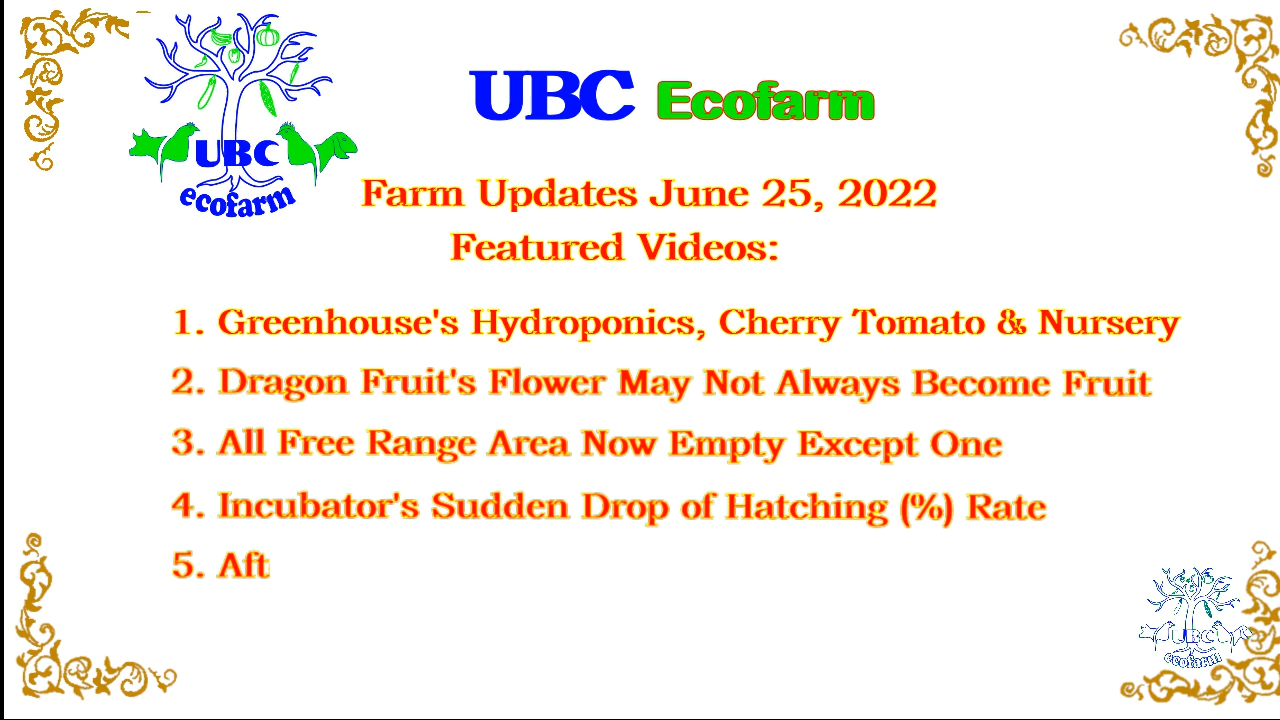 UBC Ecofarm
UBC
ecofarm
Farm Updates June 25, 2022
Featured Videos:
1. Greenhouse's Hydroponics, Cherry Tomato & Nursery
2. Dragon Fruit's Flower May Not Always Become Fruit
3. All Free Range Area Now Empty Except One
4. Incubator's Sudden Drop of Hatching (%) Rate
5. Aft
UBC
ecofarm